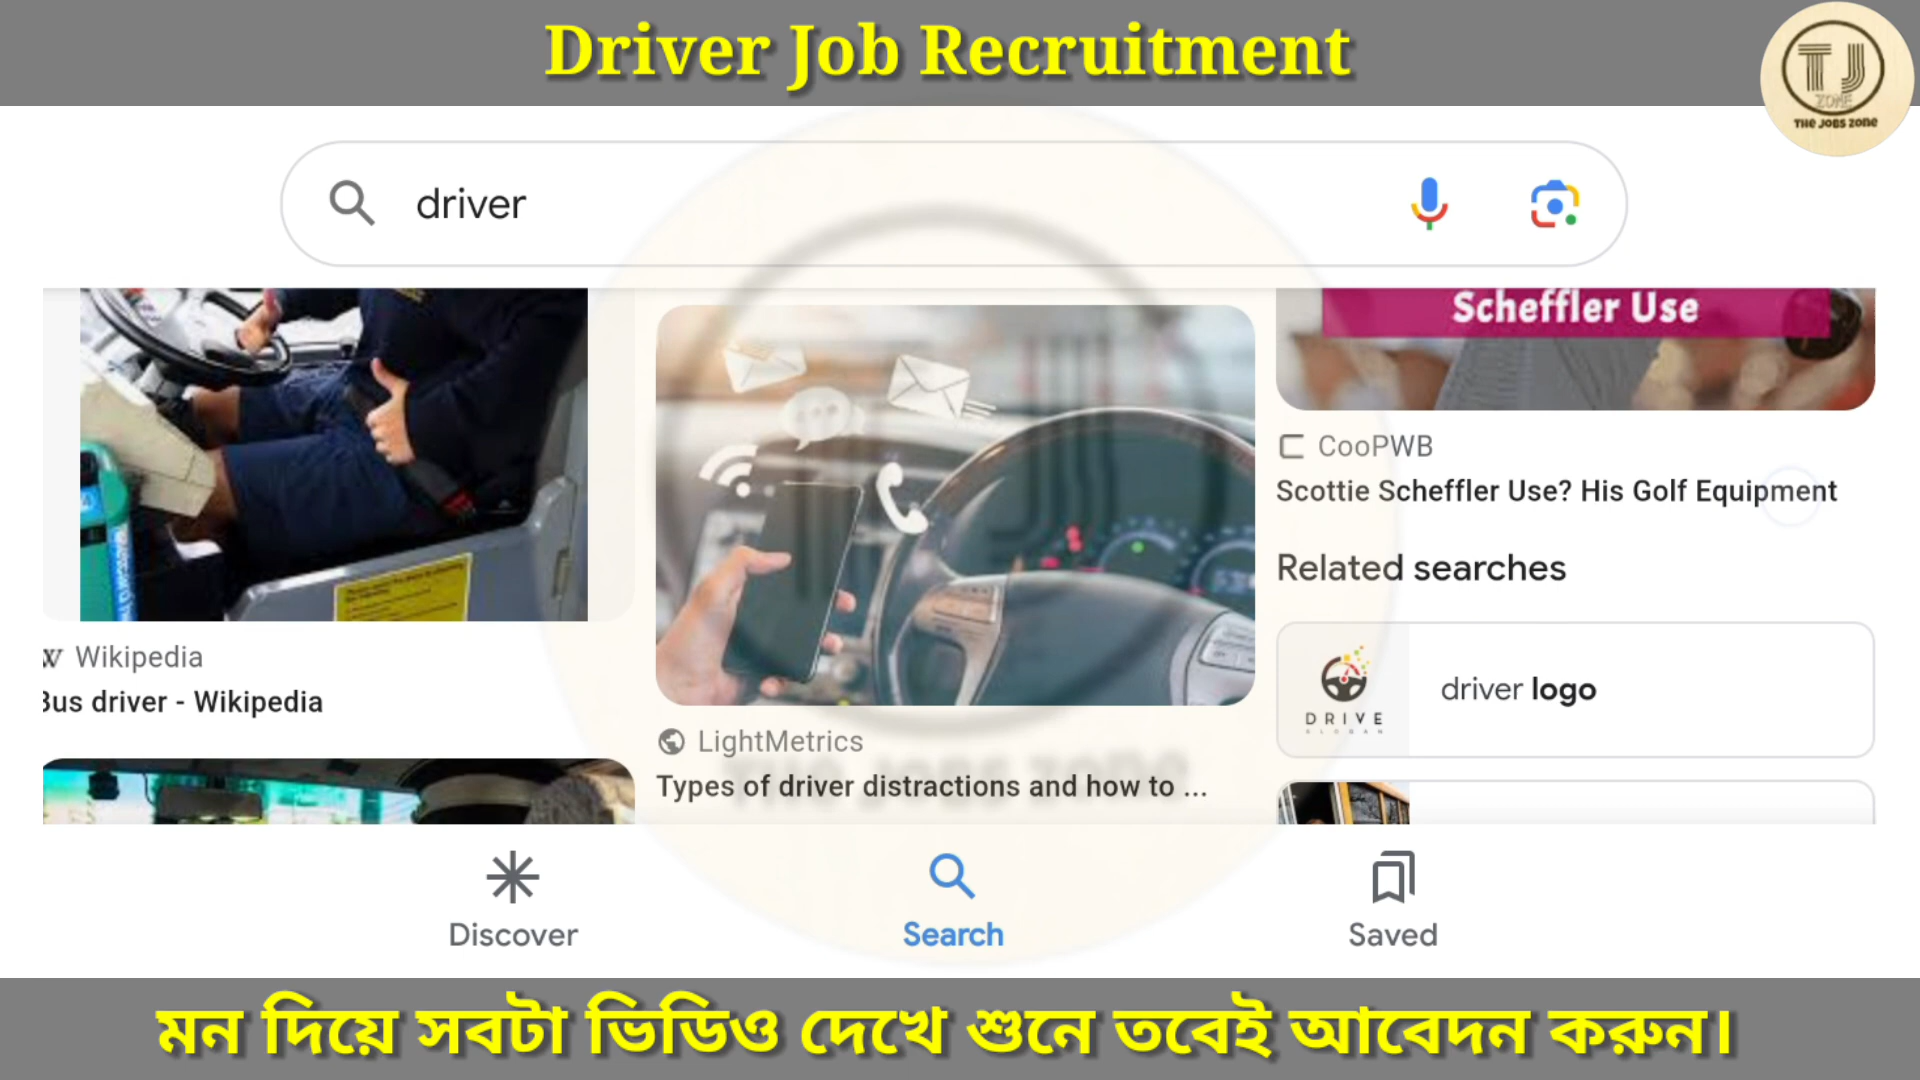 Driver Job Recruitment
TJ
ZONE
THE JOBS ZONE
driver
Scheffler Use
CooPWB
Scottie Scheffler Use? His Golf Equipment
Related searches
DRIVE
driver logo
Wikipedia
Bus driver - Wikipedia
LightMetrics
Types of driver distractions and how to ...
Discover
Search
Saved
মন দিয়ে সবটা ভিডিও দেখে শুনে তবেই আবেদন করুন।